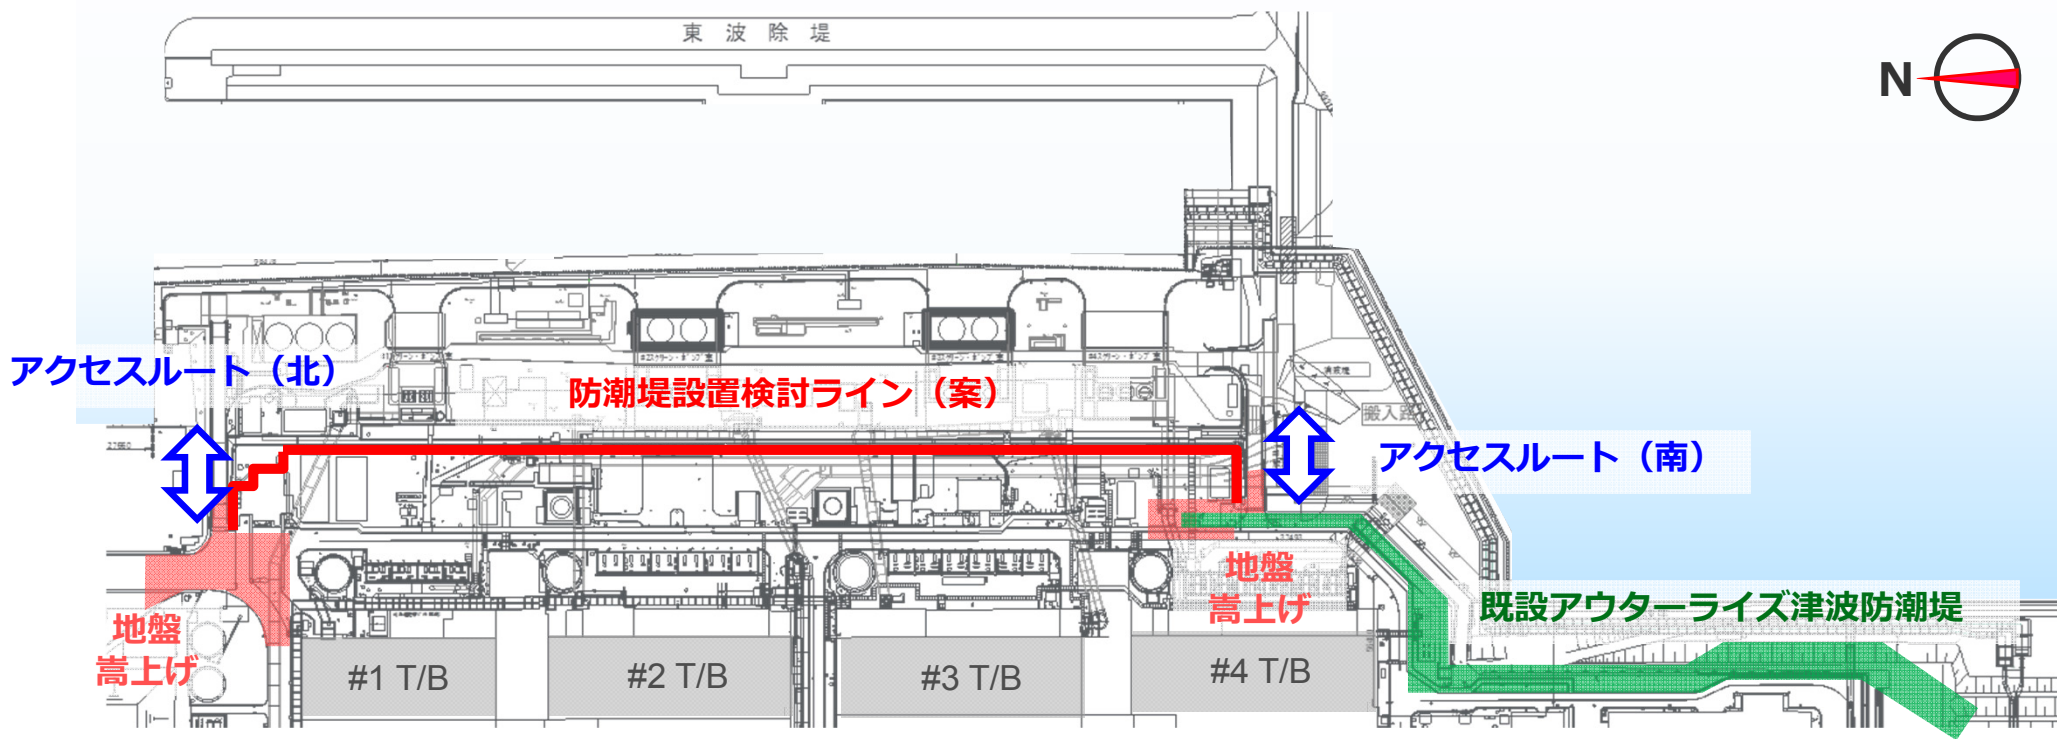 東波除堤
N
アクセスルート（北）
防潮堤設置検討ライン（案）
搬入路
アクセスルート（南）
地盤
嵩上げ
既設アウターライズ津波防潮堤
地盤
嵩上げ
#1 T/B
#2 T/B
#3 T/B
#4 T/B